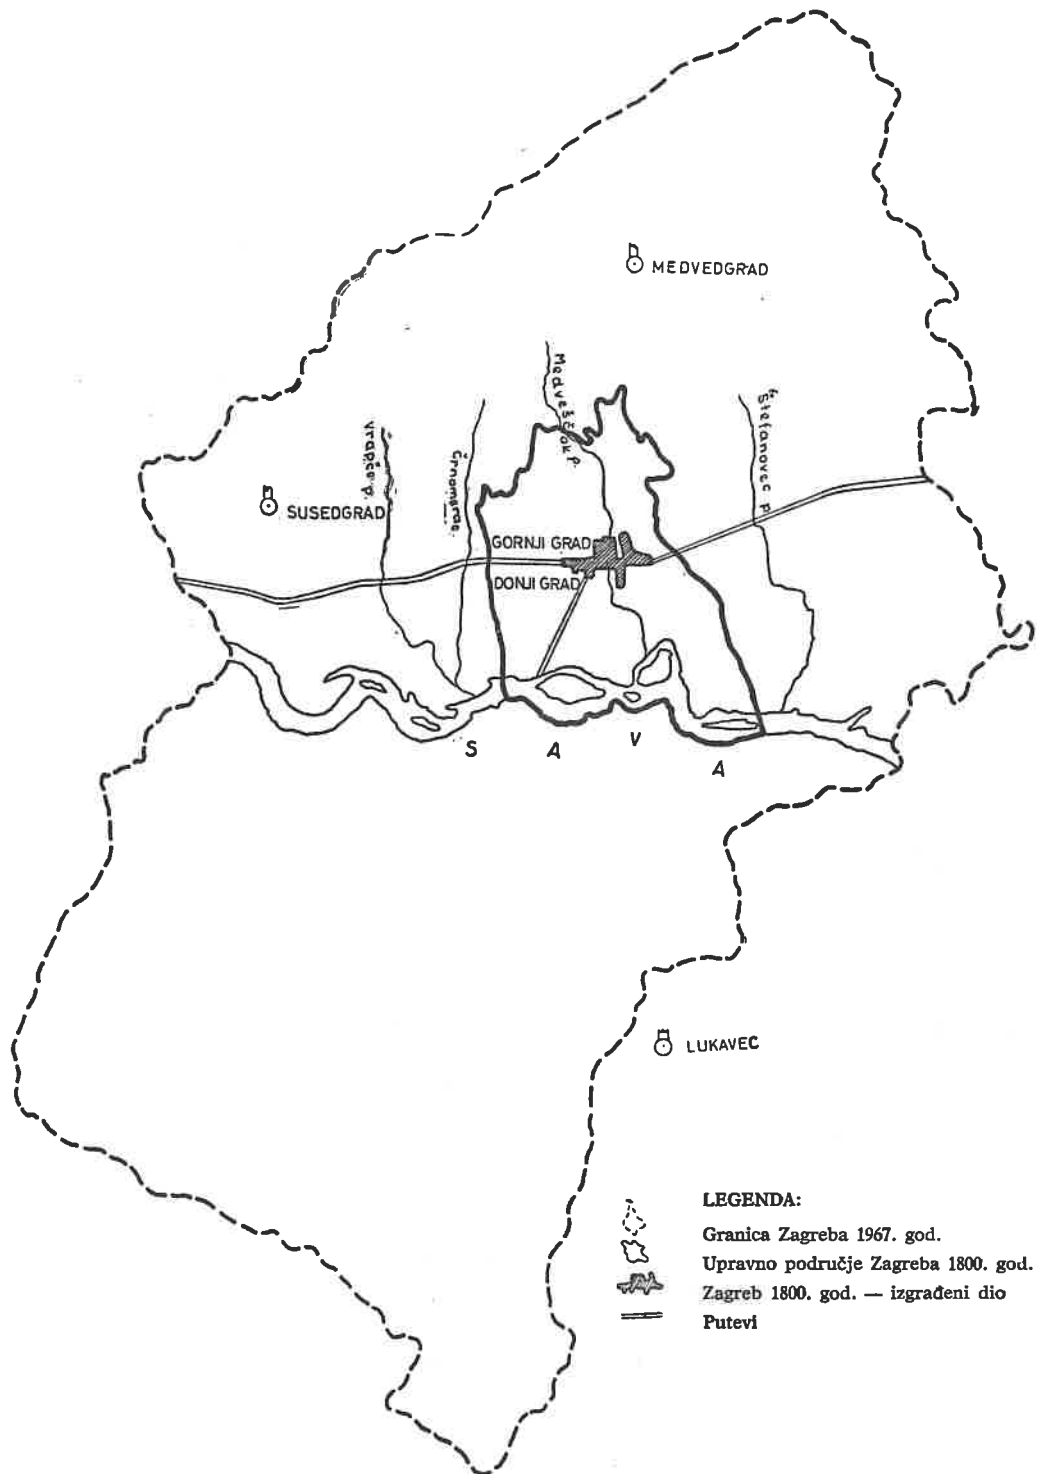 MEDVEDGRAD
Medveščak p.
Štefanovec p.
Vrapče p.
Črnomerec
SUSEDGRAD
GORNJI GRAD
DONJI GRAD
S A V A
LUKAVEC
LEGENDA:
Granica Zagreba 1967. god.
Upravno područje Zagreba 1800. god.
Zagreb 1800. god. — izgrađeni dio
Putevi